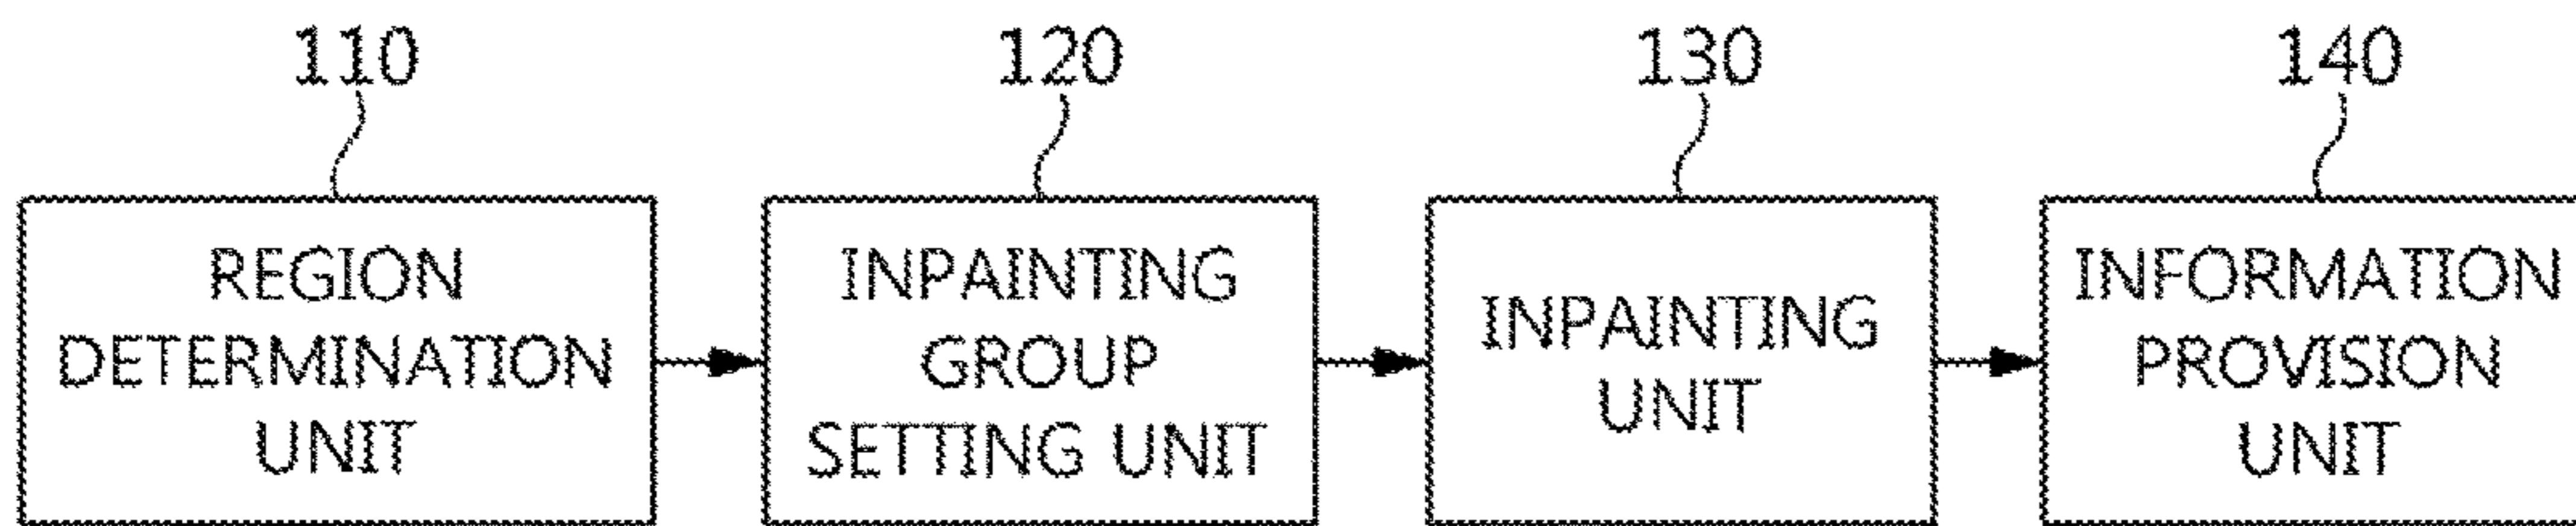 110
120
130
140
REGION
DETERMINATION
UNIT
INPAINTING
GROUP
SETTING UNIT
INPAINTING
UNIT
INFORMATION
PROVISION
UNIT